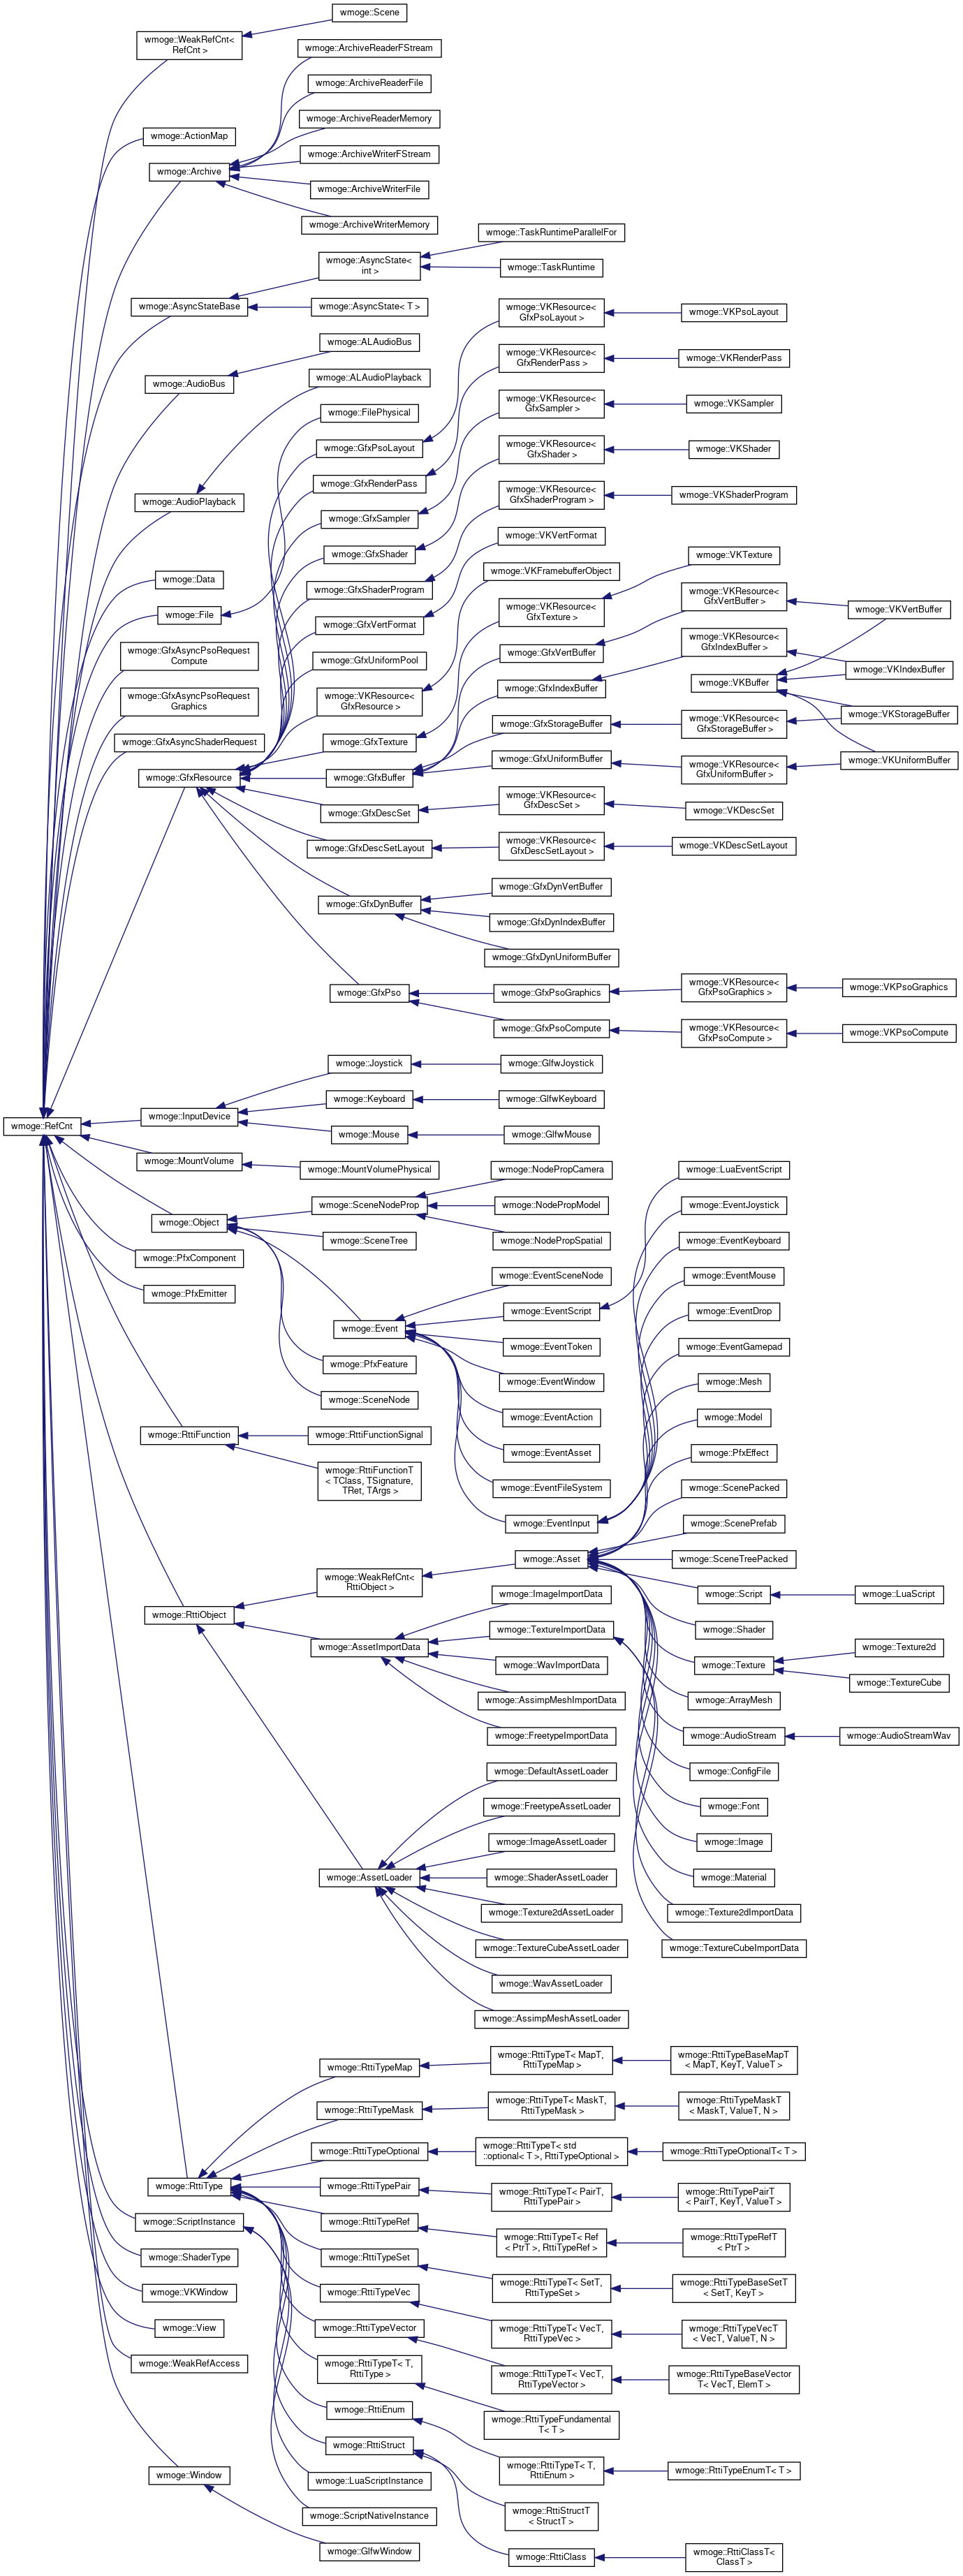 wmoge::RefCnt
wmoge::WeakRefCnt<
RefCnt >
wmoge::ActionMap
wmoge::Archive
wmoge::AsyncStateBase
wmoge::AudioBus
wmoge::AudioPlayback
wmoge::Data
wmoge::File
wmoge::GfxAsyncPsoRequest
Compute
wmoge::GfxAsyncPsoRequest
Graphics
wmoge::GfxAsyncShaderRequest
wmoge::GfxResource
wmoge::InputDevice
wmoge::MountVolume
wmoge::Object
wmoge::PfxComponent
wmoge::PfxEmitter
wmoge::RttiFunction
wmoge::RttiObject
wmoge::RttiType
wmoge::ScriptInstance
wmoge::ShaderType
wmoge::VKWindow
wmoge::View
wmoge::WeakRefAccess
wmoge::Window
wmoge::Scene
wmoge::ArchiveReaderFStream
wmoge::ArchiveReaderFile
wmoge::ArchiveReaderMemory
wmoge::ArchiveWriterFStream
wmoge::ArchiveWriterFile
wmoge::ArchiveWriterMemory
wmoge::AsyncState<
int >
wmoge::AsyncState< T >
wmoge::ALAudioBus
wmoge::ALAudioPlayback
wmoge::FilePhysical
wmoge::GfxPsoLayout
wmoge::GfxRenderPass
wmoge::GfxSampler
wmoge::GfxShader
wmoge::GfxShaderProgram
wmoge::GfxVertFormat
wmoge::GfxUniformPool
wmoge::VKResource<
GfxResource >
wmoge::GfxTexture
wmoge::GfxBuffer
wmoge::GfxDescSet
wmoge::GfxDescSetLayout
wmoge::GfxDynBuffer
wmoge::GfxPso
wmoge::Joystick
wmoge::Keyboard
wmoge::Mouse
wmoge::MountVolumePhysical
wmoge::SceneNodeProp
wmoge::SceneTree
wmoge::Event
wmoge::PfxFeature
wmoge::SceneNode
wmoge::RttiFunctionSignal
wmoge::RttiFunctionT
< TClass, TSignature,
TRet, TArgs >
wmoge::WeakRefCnt<
RttiObject >
wmoge::AssetImportData
wmoge::AssetLoader
wmoge::RttiTypeMap
wmoge::RttiTypeMask
wmoge::RttiTypeOptional
wmoge::RttiTypePair
wmoge::RttiTypeRef
wmoge::RttiTypeSet
wmoge::RttiTypeVec
wmoge::RttiTypeVector
wmoge::RttiTypeT< T,
RttiType >
wmoge::RttiEnum
wmoge::RttiStruct
wmoge::LuaScriptInstance
wmoge::ScriptNativeInstance
wmoge::GlfwWindow
wmoge::TaskRuntimeParallelFor
wmoge::TaskRuntime
wmoge::VKResource<
GfxPsoLayout >
wmoge::VKResource<
GfxRenderPass >
wmoge::VKResource<
GfxSampler >
wmoge::VKResource<
GfxShader >
wmoge::VKResource<
GfxShaderProgram >
wmoge::VKVertFormat
wmoge::VKFramebufferObject
wmoge::VKResource<
GfxTexture >
wmoge::GfxVertBuffer
wmoge::GfxIndexBuffer
wmoge::GfxStorageBuffer
wmoge::GfxUniformBuffer
wmoge::VKResource<
GfxDescSet >
wmoge::VKResource<
GfxDescSetLayout >
wmoge::GfxDynVertBuffer
wmoge::GfxDynIndexBuffer
wmoge::GfxDynUniformBuffer
wmoge::GfxPsoGraphics
wmoge::GfxPsoCompute
wmoge::GlfwJoystick
wmoge::GlfwKeyboard
wmoge::GlfwMouse
wmoge::NodePropCamera
wmoge::NodePropModel
wmoge::NodePropSpatial
wmoge::EventSceneNode
wmoge::EventScript
wmoge::EventToken
wmoge::EventWindow
wmoge::EventAction
wmoge::EventAsset
wmoge::EventFileSystem
wmoge::EventInput
wmoge::Asset
wmoge::ImageImportData
wmoge::TextureImportData
wmoge::WavImportData
wmoge::AssimpMeshImportData
wmoge::FreetypeImportData
wmoge::DefaultAssetLoader
wmoge::FreetypeAssetLoader
wmoge::ImageAssetLoader
wmoge::ShaderAssetLoader
wmoge::Texture2dAssetLoader
wmoge::TextureCubeAssetLoader
wmoge::WavAssetLoader
wmoge::AssimpMeshAssetLoader
wmoge::RttiTypeT< MapT,
RttiTypeMap >
wmoge::RttiTypeT< MaskT,
RttiTypeMask >
wmoge::RttiTypeT< std
::optional< T >, RttiTypeOptional >
wmoge::RttiTypeT< PairT,
RttiTypePair >
wmoge::RttiTypeT< Ref
< PtrT >, RttiTypeRef >
wmoge::RttiTypeT< SetT,
RttiTypeSet >
wmoge::RttiTypeT< VecT,
RttiTypeVec >
wmoge::RttiTypeT< VecT,
RttiTypeVector >
wmoge::RttiTypeFundamental
T< T >
wmoge::RttiTypeT< T,
RttiEnum >
wmoge::RttiStructT
< StructT >
wmoge::RttiClass
wmoge::VKPsoLayout
wmoge::VKRenderPass
wmoge::VKSampler
wmoge::VKShader
wmoge::VKShaderProgram
wmoge::VKTexture
wmoge::VKResource<
GfxVertBuffer >
wmoge::VKResource<
GfxIndexBuffer >
wmoge::VKBuffer
wmoge::VKResource<
GfxStorageBuffer >
wmoge::VKResource<
GfxUniformBuffer >
wmoge::VKDescSet
wmoge::VKDescSetLayout
wmoge::VKResource<
GfxPsoGraphics >
wmoge::VKResource<
GfxPsoCompute >
wmoge::LuaEventScript
wmoge::EventJoystick
wmoge::EventKeyboard
wmoge::EventMouse
wmoge::EventDrop
wmoge::EventGamepad
wmoge::Mesh
wmoge::Model
wmoge::PfxEffect
wmoge::ScenePacked
wmoge::ScenePrefab
wmoge::SceneTreePacked
wmoge::Script
wmoge::Shader
wmoge::Texture
wmoge::ArrayMesh
wmoge::AudioStream
wmoge::ConfigFile
wmoge::Font
wmoge::Image
wmoge::Material
wmoge::Texture2dImportData
wmoge::TextureCubeImportData
wmoge::RttiTypeBaseMapT
< MapT, KeyT, ValueT >
wmoge::RttiTypeMaskT
< MaskT, ValueT, N >
wmoge::RttiTypeOptionalT< T >
wmoge::RttiTypePairT
< PairT, KeyT, ValueT >
wmoge::RttiTypeRefT
< PtrT >
wmoge::RttiTypeBaseSetT
< SetT, KeyT >
wmoge::RttiTypeVecT
< VecT, ValueT, N >
wmoge::RttiTypeBaseVector
T< VecT, ElemT >
wmoge::RttiTypeEnumT< T >
wmoge::RttiClassT<
ClassT >
wmoge::VKVertBuffer
wmoge::VKIndexBuffer
wmoge::VKStorageBuffer
wmoge::VKUniformBuffer
wmoge::VKPsoGraphics
wmoge::VKPsoCompute
wmoge::LuaScript
wmoge::Texture2d
wmoge::TextureCube
wmoge::AudioStreamWav